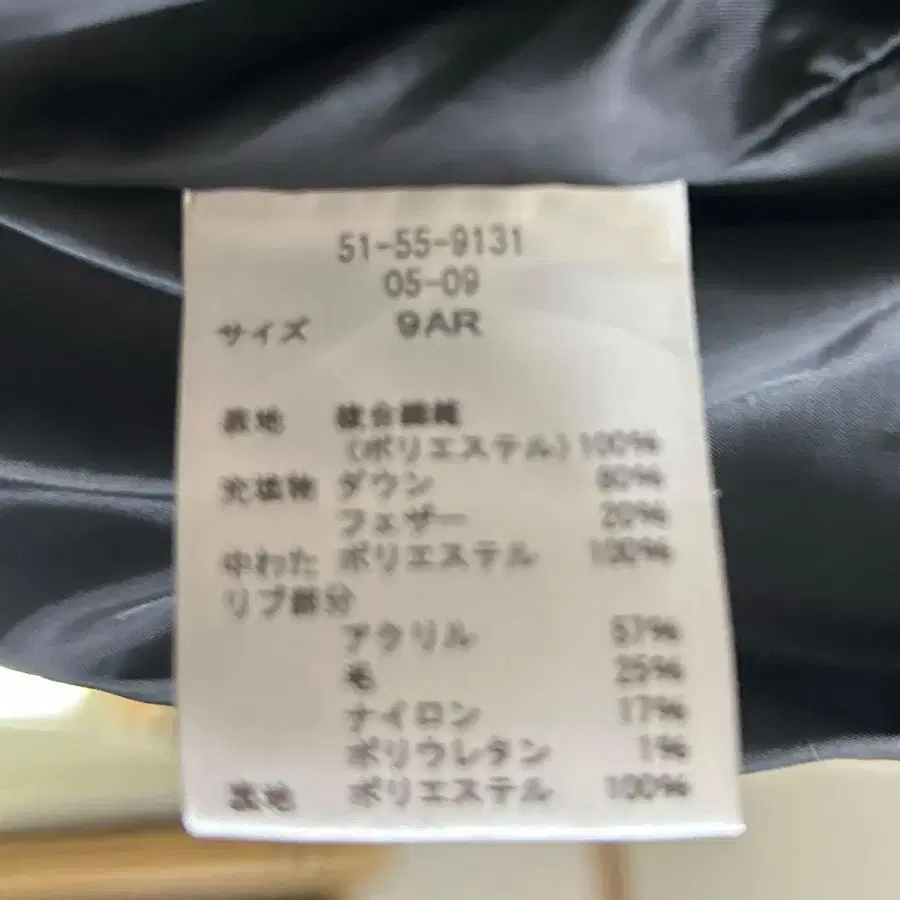 51-55-9131
05-09
サイズ 9AR
表地 複合繊維
(ポリエステル) 100%
充填物 ダウン 80%
フェザー 20%
中わた ポリエステル 100%
リブ部分
アクリル 57%
毛 25%
ナイロン 17%
ポリウレタン 1%
裏地 ポリエステル 100%